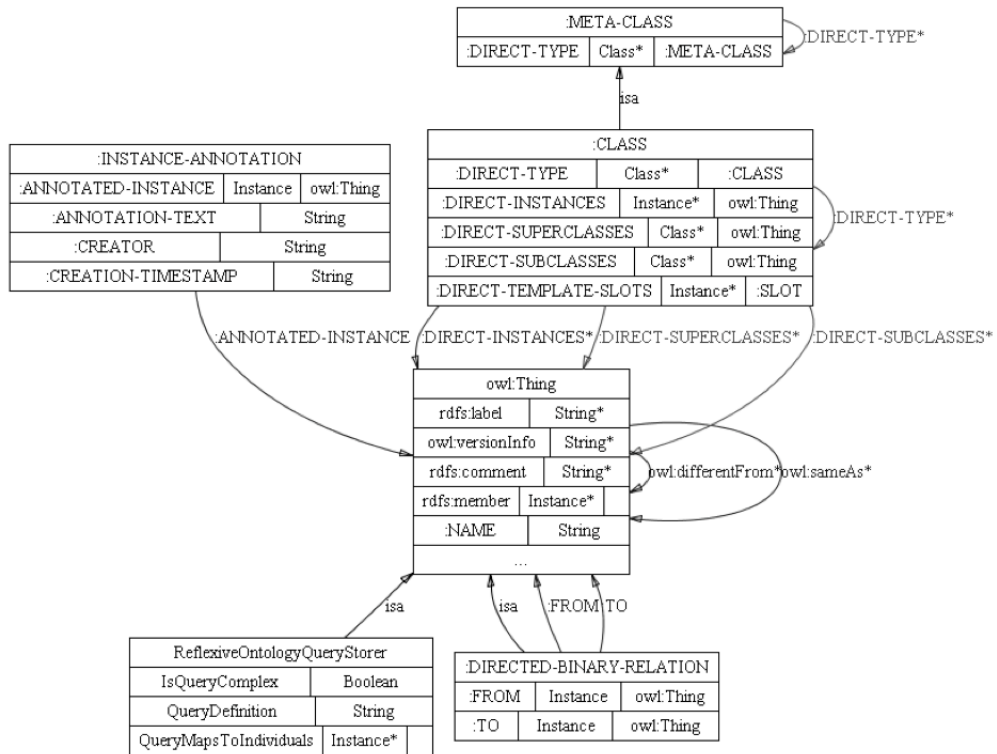 :META-CLASS
:DIRECT-TYPE Class* :META-CLASS
:DIRECT-TYPE*
isa
:CLASS
:DIRECT-TYPE Class* :CLASS
:DIRECT-INSTANCES Instance* owl:Thing
:DIRECT-SUPERCLASSES Class* owl:Thing
:DIRECT-SUBCLASSES Class* owl:Thing
:DIRECT-TEMPLATE-SLOTS Instance* :SLOT
:DIRECT-TYPE*
:INSTANCE-ANNOTATION
:ANNOTATED-INSTANCE Instance owl:Thing
:ANNOTATION-TEXT String
:CREATOR String
:CREATION-TIMESTAMP String
:ANNOTATED-INSTANCE :DIRECT-INSTANCES* :DIRECT-SUPERCLASSES* :DIRECT-SUBCLASSES*
owl:Thing
rdfs:label String*
owl:versionInfo String*
rdfs:comment String*
rdfs:member Instance*
:NAME String
...
owl:differentFrom* owl:sameAs*
isa isa :FROM TO
ReflexiveOntologyQueryStorer
IsQueryComplex Boolean
QueryDefinition String
QueryMapsToIndividuals Instance*
:DIRECTED-BINARY-RELATION
:FROM Instance owl:Thing
:TO Instance owl:Thing